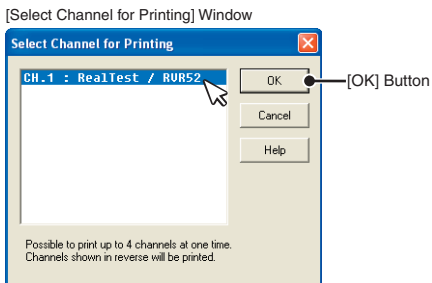 [Select Channel for Printing] Window
Select Channel for Printing
CH.1 : RealTest / RVR52
OK
[OK] Button
Cancel
Help
Possible to print up to 4 channels at one time.
Channels shown in reverse will be printed.